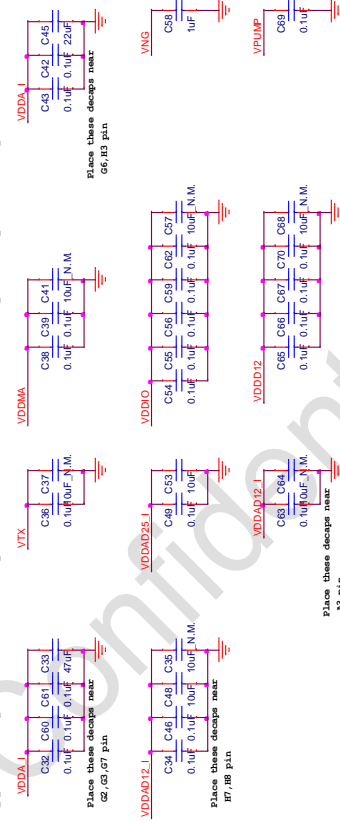 VDDA_I
C32 C60 C61 C33
0.1uF 0.1uF 0.1uF 47uF
Place these decaps near
G2,G3,G7 pin
VTX
C36 C37
0.1uF 10uF_N.M.
VDDMA
C38 C39 C41
0.1uF 0.1uF 10uF_N.M.
VDDA_I
C43 C42 C45
0.1uF 0.1uF 22uF
Place these decaps near
G6,H3 pin
VDDAD12_I
C34 C46 C48 C35
0.1uF 0.1uF 10uF 10uF_N.M.
Place these decaps near
H7,H8 pin
VDDAD25_I
C49 C53
0.1uF 10uF
VDDIO
C54 C55 C56 C59 C62 C57
0.1uF 0.1uF 0.1uF 0.1uF 0.1uF 10uF_N.M.
VNG
C58
1uF
VDDAD12_I
C63 C64
0.1uF 10uF_N.M.
Place these decaps near
A3 pin
VDDD12
C65 C66 C67 C70 C68
0.1uF 0.1uF 0.1uF 0.1uF 10uF_N.M.
VPUMP
C69
0.1uF
Confident